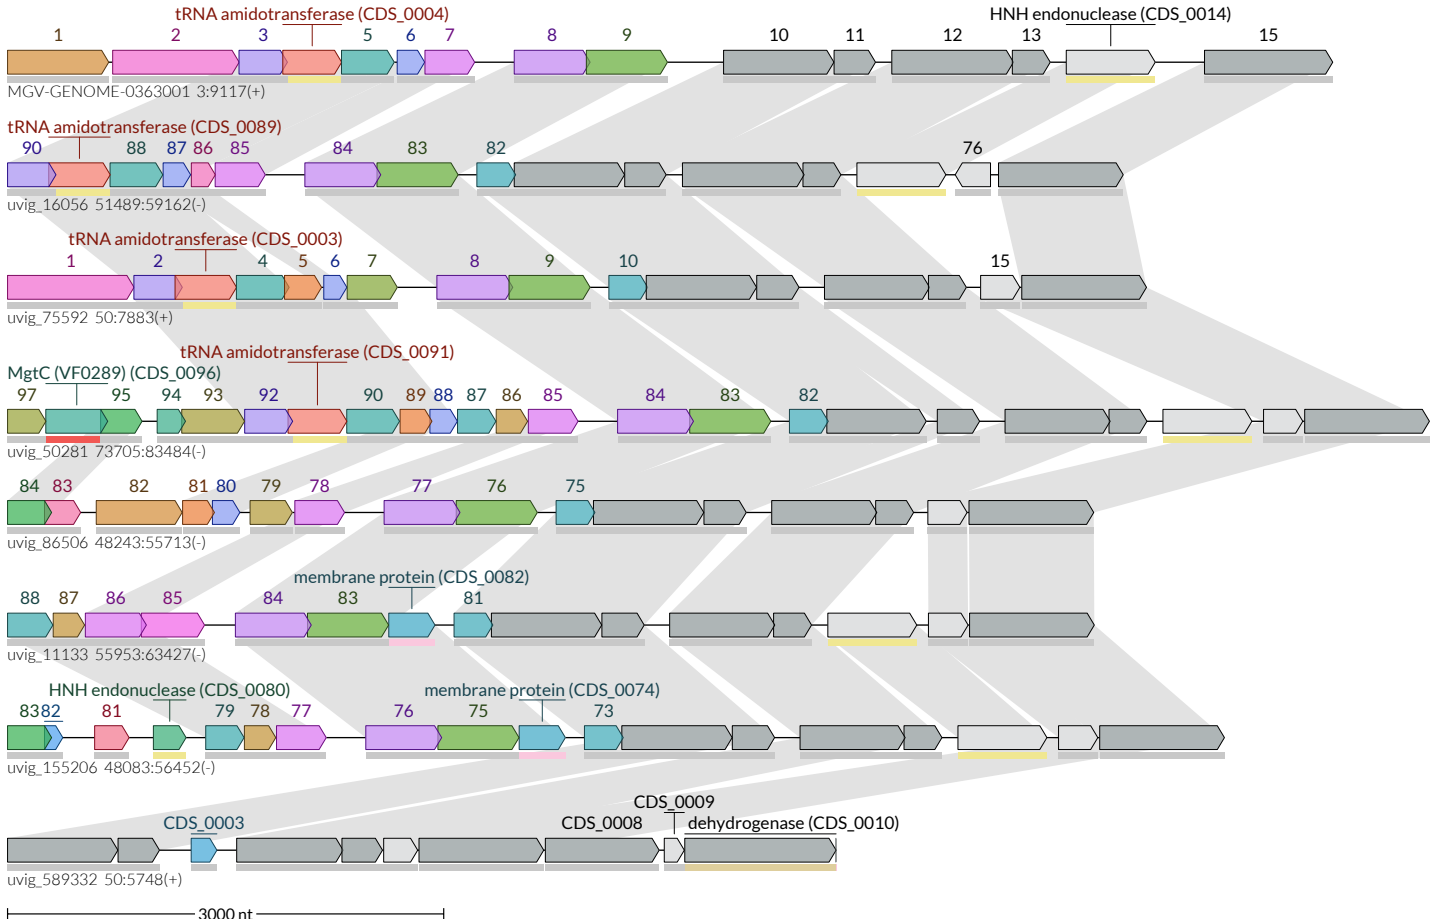 tRNA amidotransferase (CDS_0004) HNH endonuclease (CDS_0014)
1 2 3 5 6 7 8 9 10 11 12 13 15
MGV-GENOME-0363001 3:9117(+)
tRNA amidotransferase (CDS_0089)
90 88 87 86 85 84 83 82 76
uvig_16056 51489:59162(-)
tRNA amidotransferase (CDS_0003)
1 2 4 5 6 7 8 9 10 15
uvig_75592 50:7883(+)
tRNA amidotransferase (CDS_0091)
MgtC (VF0289) (CDS_0096)
97 95 94 93 92 90 89 88 87 86 85 84 83 82
uvig_50281 73705:83484(-)
84 83 82 81 80 79 78 77 76 75
uvig_86506 48243:55713(-)
membrane protein (CDS_0082)
88 87 86 85 84 83 81
uvig_11133 55953:63427(-)
HNH endonuclease (CDS_0080) membrane protein (CDS_0074)
83 82 81 79 78 77 76 75 73
uvig_155206 48083:56452(-)
CDS_0009
CDS_0003 CDS_0008 dehydrogenase (CDS_0010)
uvig_589332 50:5748(+)
3000 nt